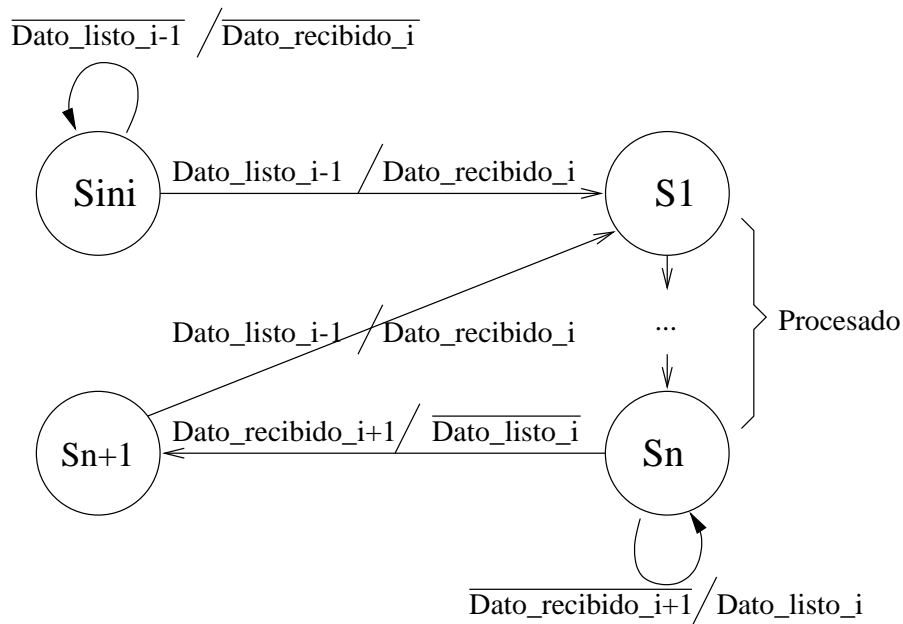 Dato_listo_i-1 / Dato_recibido_i
Sini
Dato_listo_i-1 / Dato_recibido_i
S1
...
Procesado
Dato_listo_i-1 / Dato_recibido_i
Sn+1
Dato_recibido_i+1 / Dato_listo_i
Sn
Dato_recibido_i+1 / Dato_listo_i